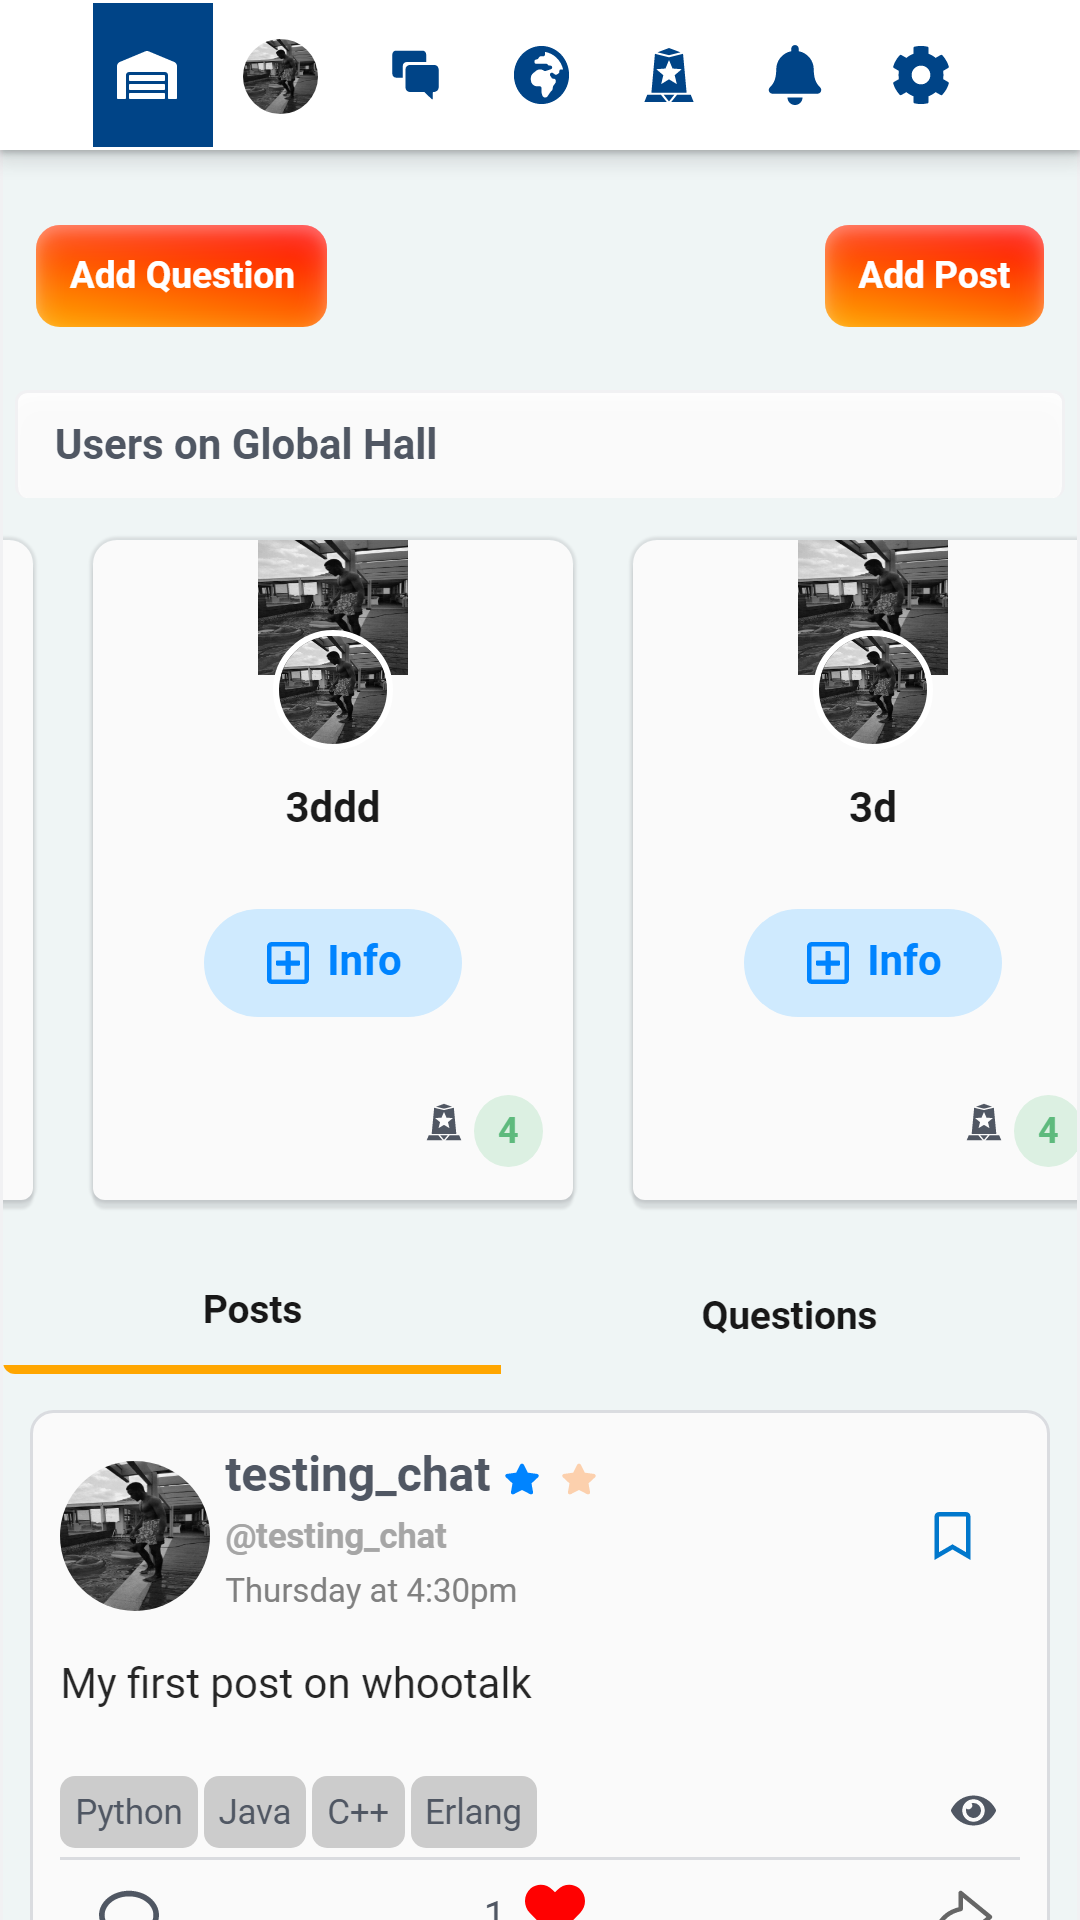 Add Question
Add Post
Users on Global Hall
3ddd
3d
Info
Info
4
4
Posts
Questions
testing_chat
@testing_chat
Thursday at 4:30pm
My first post on whootalk
Python Java C++ Erlang
1